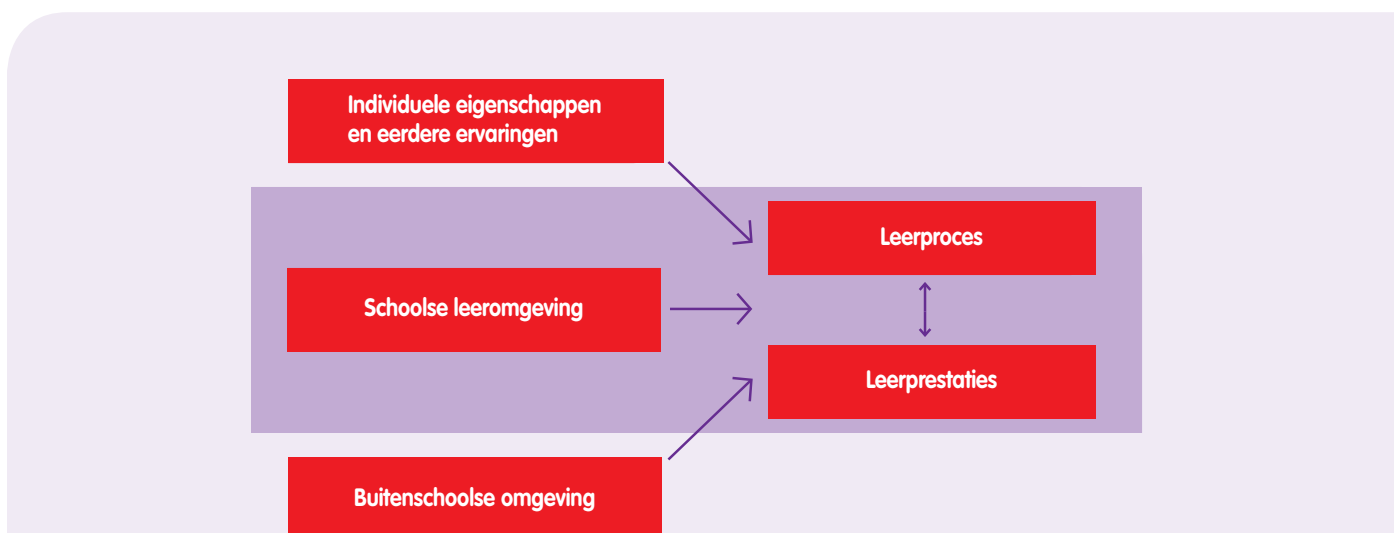 Individuele eigenschappen
en eerdere ervaringen
Leerproces
Schoolse leeromgeving
Leerprestaties
Buitenschoolse omgeving